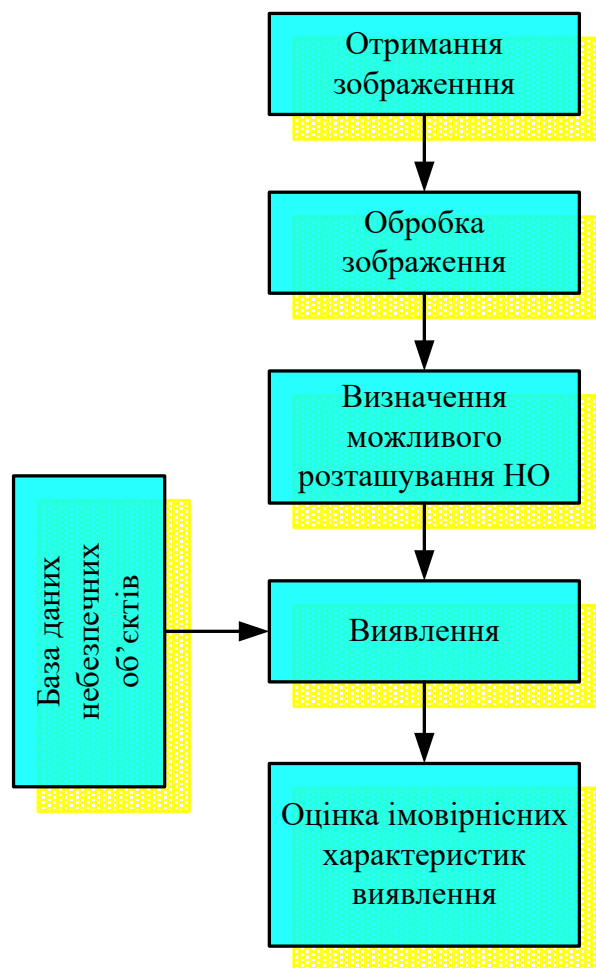 Отримання
зображенння
Обробка
зображення
Визначення
можливого
розташування НО
База даних
небезпечних
об’єктів
Виявлення
Оцінка імовірнісних
характеристик
виявлення